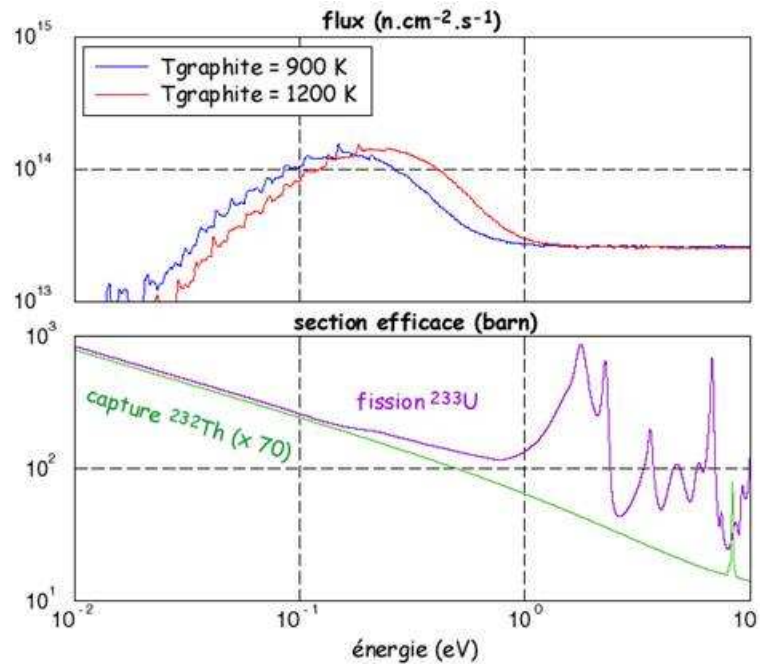 flux (n.cm⁻².s⁻¹)
10¹⁵
Tgraphite = 900 K
Tgraphite = 1200 K
10¹⁴
10¹³
section efficace (barn)
10³
capture ²³²Th (x 70)
fission ²³³U
10²
10¹
10⁻²
10⁻¹
10⁰
10
énergie (eV)